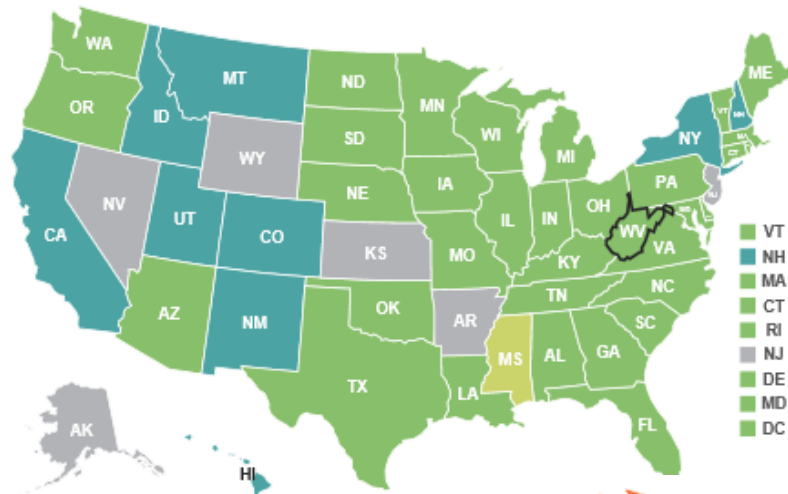 WA
MT
ND
ME
OR
ID
MN
VT
NH
WY
SD
WI
NY
MA
MI
CT
NV
NE
IA
PA
NJ
CA
UT
CO
IL
IN
OH
MD
KS
MO
WV
VA
KY
AZ
NM
OK
AR
TN
NC
SC
MS
AL
GA
TX
LA
FL
AK
HI
VT
NH
MA
CT
RI
NJ
DE
MD
DC